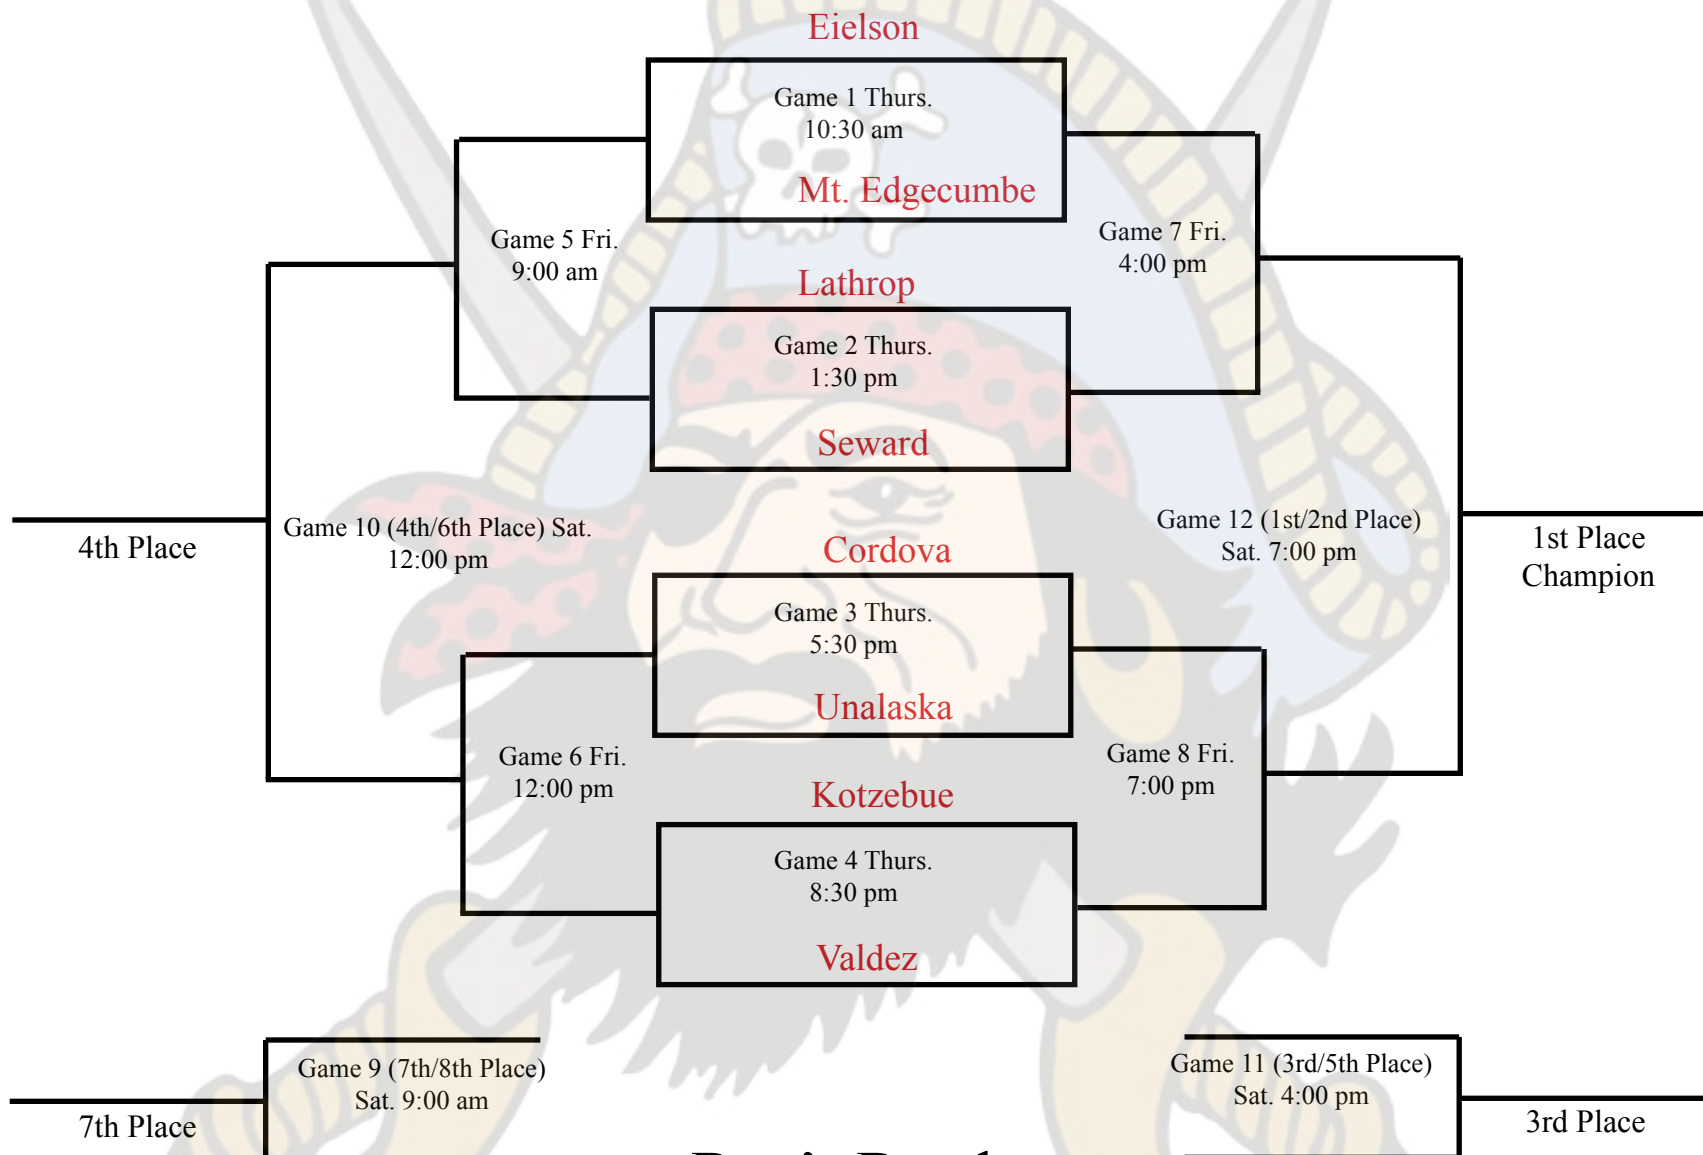 Eielson
Game 1 Thurs.
10:30 am
Mt. Edgecumbe
Game 5 Fri.
9:00 am
Game 7 Fri.
4:00 pm
Lathrop
Game 2 Thurs.
1:30 pm
Seward
Game 10 (4th/6th Place) Sat.
12:00 pm
4th Place
Cordova
Game 12 (1st/2nd Place)
Sat. 7:00 pm
1st Place
Champion
Game 3 Thurs.
5:30 pm
Unalaska
Game 6 Fri.
12:00 pm
Game 8 Fri.
7:00 pm
Kotzebue
Game 4 Thurs.
8:30 pm
Valdez
Game 9 (7th/8th Place)
Sat. 9:00 am
7th Place
Game 11 (3rd/5th Place)
Sat. 4:00 pm
3rd Place